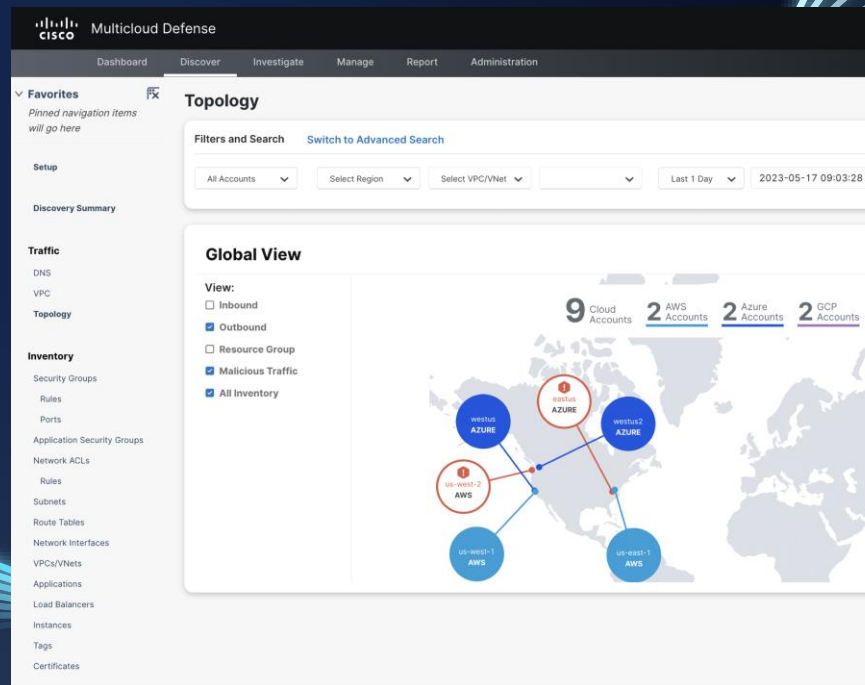 CISCO
Multicloud Defense
Dashboard Discover Investigate Manage Report Administration
Favorites
Pinned navigation items
will go here
Setup
Discovery Summary
Traffic
DNS
VPC
Topology
Inventory
Security Groups
Rules
Ports
Application Security Groups
Network ACLs
Rules
Subnets
Route Tables
Network Interfaces
VPCs/VNets
Applications
Load Balancers
Instances
Tags
Certificates
Topology
Filters and Search Switch to Advanced Search
All Accounts Select Region Select VPC/VNet Last 1 Day 2023-05-17 09:03:28
Global View
View:
Inbound
Outbound
Resource Group
Malicious Traffic
All Inventory
9 Cloud
Accounts
2 AWS
Accounts
2 Azure
Accounts
2 GCP
Accounts
eastus
AZURE
westus
AZURE
westus2
AZURE
us-west-2
AWS
us-west-1
AWS
us-east-1
AWS